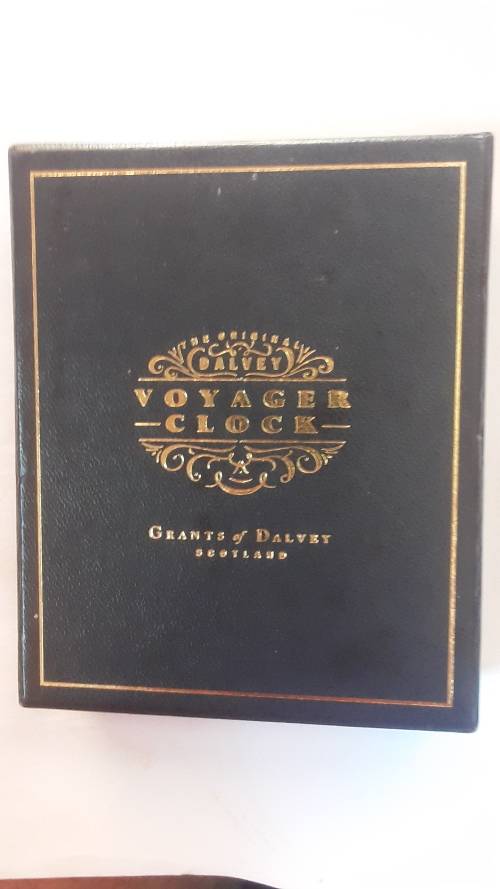 THE ORIGINAL
DALVEY
VOYAGER
CLOCK
GRANTS of DALVEY
SCOTLAND